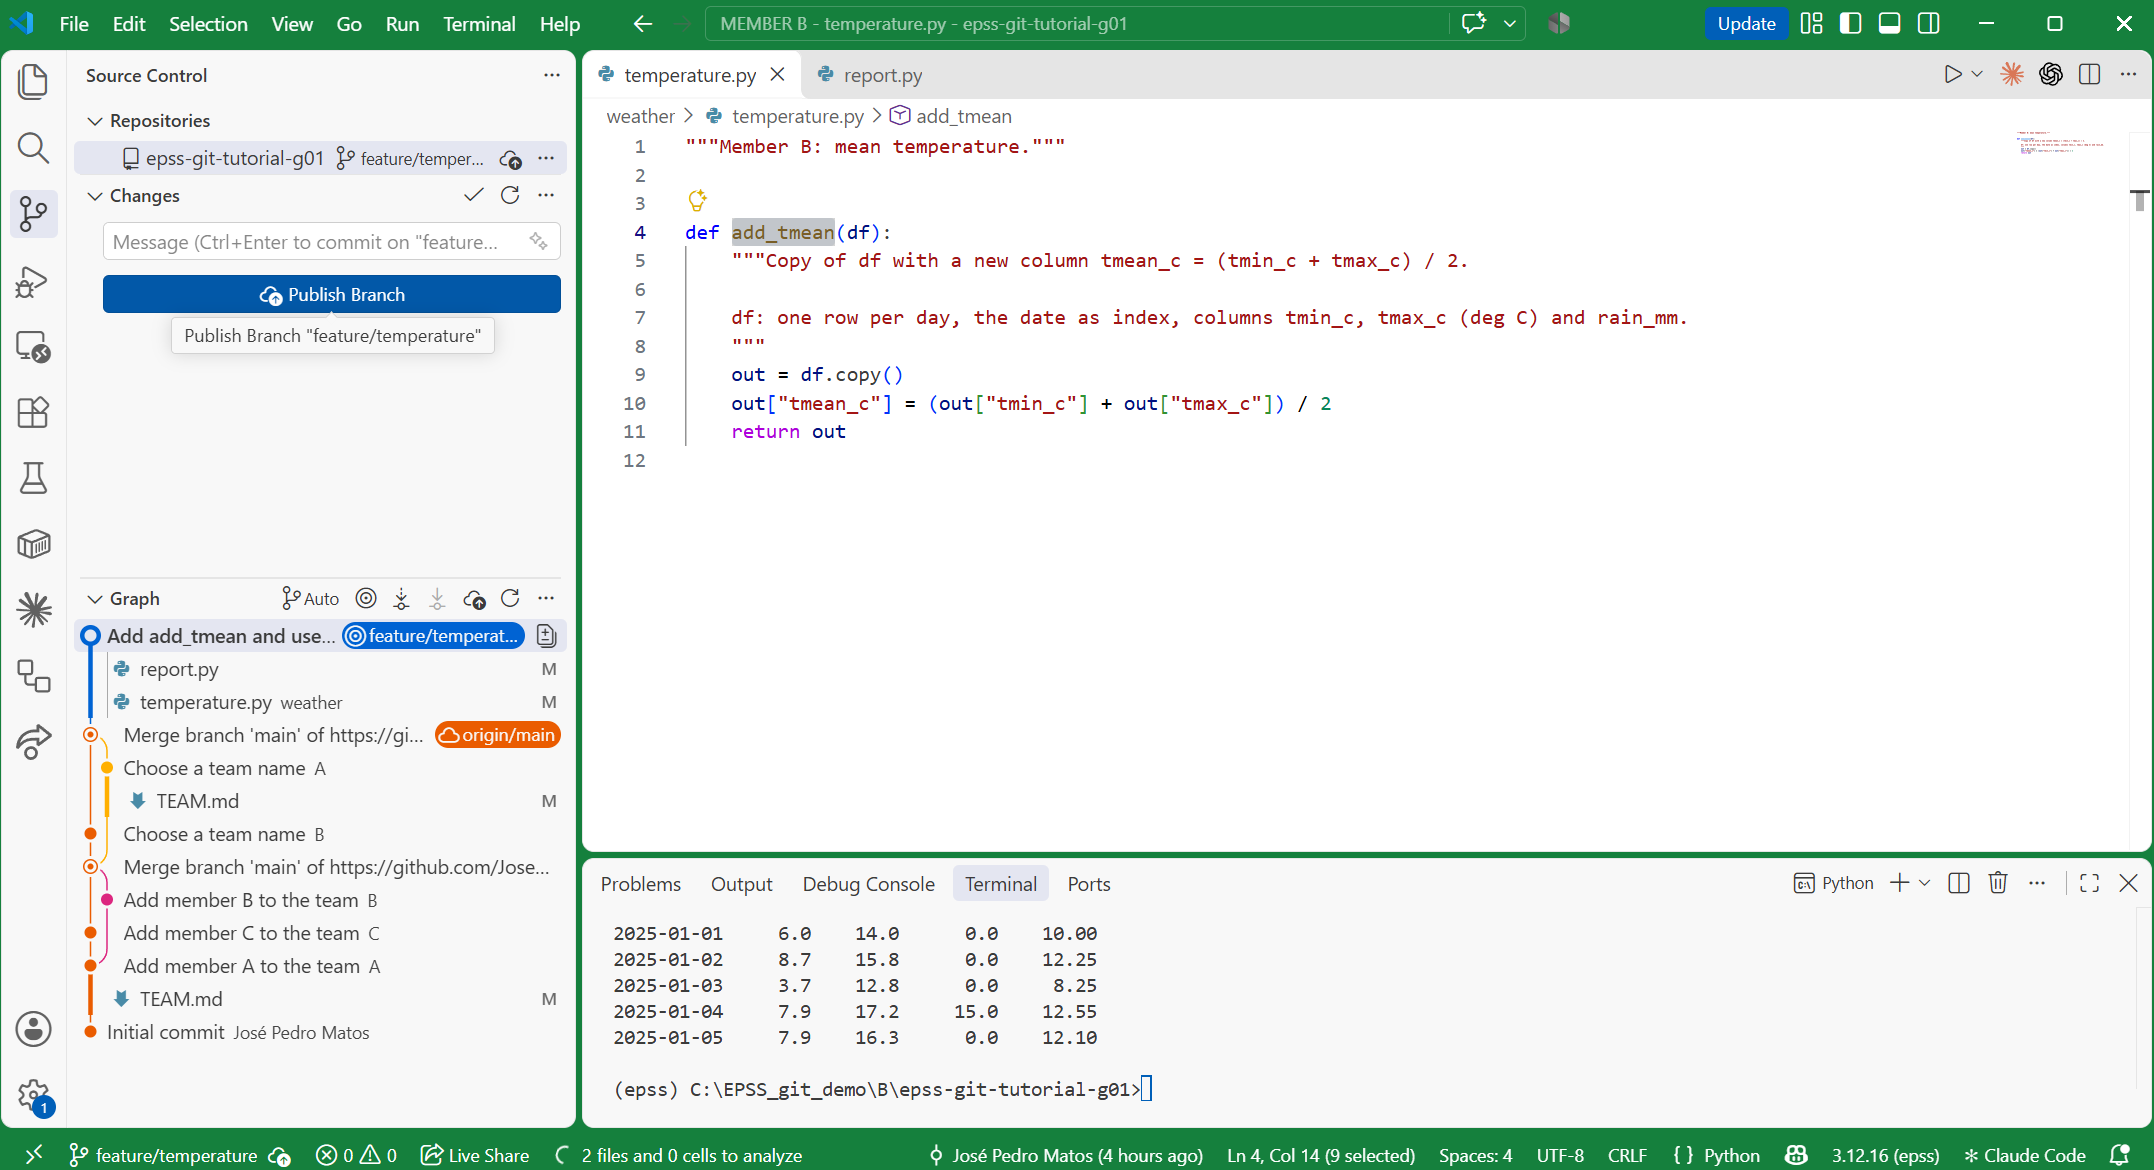 File Edit Selection View Go Run Terminal Help
MEMBER B - temperature.py - epss-git-tutorial-g01
Update
Source Control
Repositories
epss-git-tutorial-g01 feature/temper...
Changes
Message (Ctrl+Enter to commit on "feature...
Publish Branch
Publish Branch "feature/temperature"
Graph
Auto
Add add_tmean and use... feature/temperat...
report.py M
temperature.py weather M
Merge branch 'main' of https://gi... origin/main
Choose a team name A
TEAM.md M
Choose a team name B
Merge branch 'main' of https://github.com/Jose...
Add member B to the team B
Add member C to the team C
Add member A to the team A
TEAM.md M
Initial commit José Pedro Matos
1
temperature.py report.py
weather > temperature.py > add_tmean
1 """Member B: mean temperature."""
2
3
4 def add_tmean(df):
5 """Copy of df with a new column tmean_c = (tmin_c + tmax_c) / 2.
6
7 df: one row per day, the date as index, columns tmin_c, tmax_c (deg C) and rain_mm.
8 """
9 out = df.copy()
10 out["tmean_c"] = (out["tmin_c"] + out["tmax_c"]) / 2
11 return out
12
Problems Output Debug Console Terminal Ports
Python
2025-01-01 6.0 14.0 0.0 10.00
2025-01-02 8.7 15.8 0.0 12.25
2025-01-03 3.7 12.8 0.0 8.25
2025-01-04 7.9 17.2 15.0 12.55
2025-01-05 7.9 16.3 0.0 12.10
(epss) C:\EPSS_git_demo\B\epss-git-tutorial-g01>
feature/temperature 0 0 Live Share 2 files and 0 cells to analyze José Pedro Matos (4 hours ago) Ln 4, Col 14 (9 selected) Spaces: 4 UTF-8 CRLF { } Python 3.12.16 (epss) Claude Code